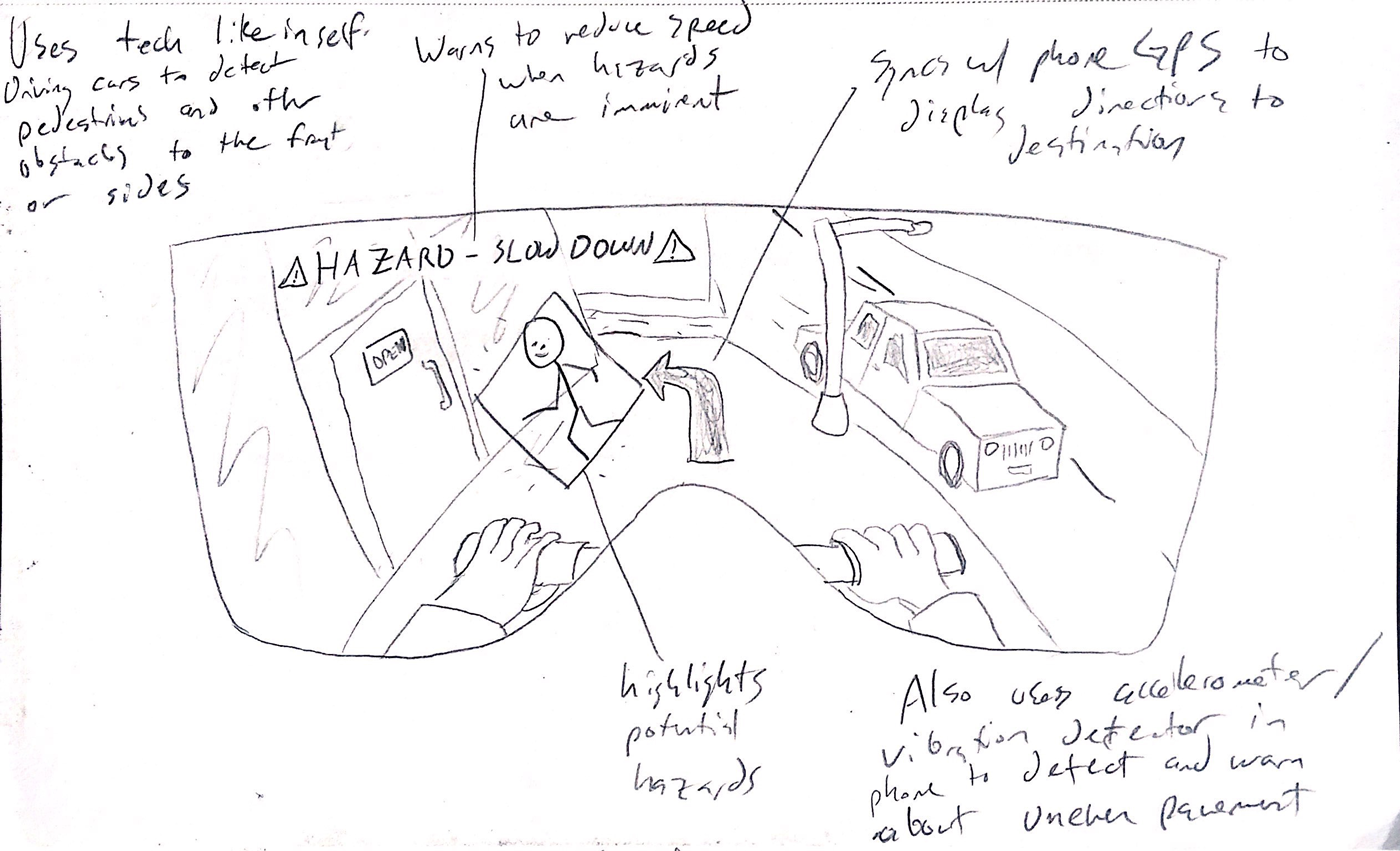 Uses tech like in self-
Driving cars to detect
pedestrians and other
obstacles to the front
or sides
Warns to reduce speed
when hazards
are imminent
Syncs w/ phone GPS to
display directions to
destination
⚠ HAZARD - SLOW DOWN ⚠
OPEN
highlights
potential
hazards
Also uses accelerometer/
vibration detector in
phone to detect and warn
about uneven pavement